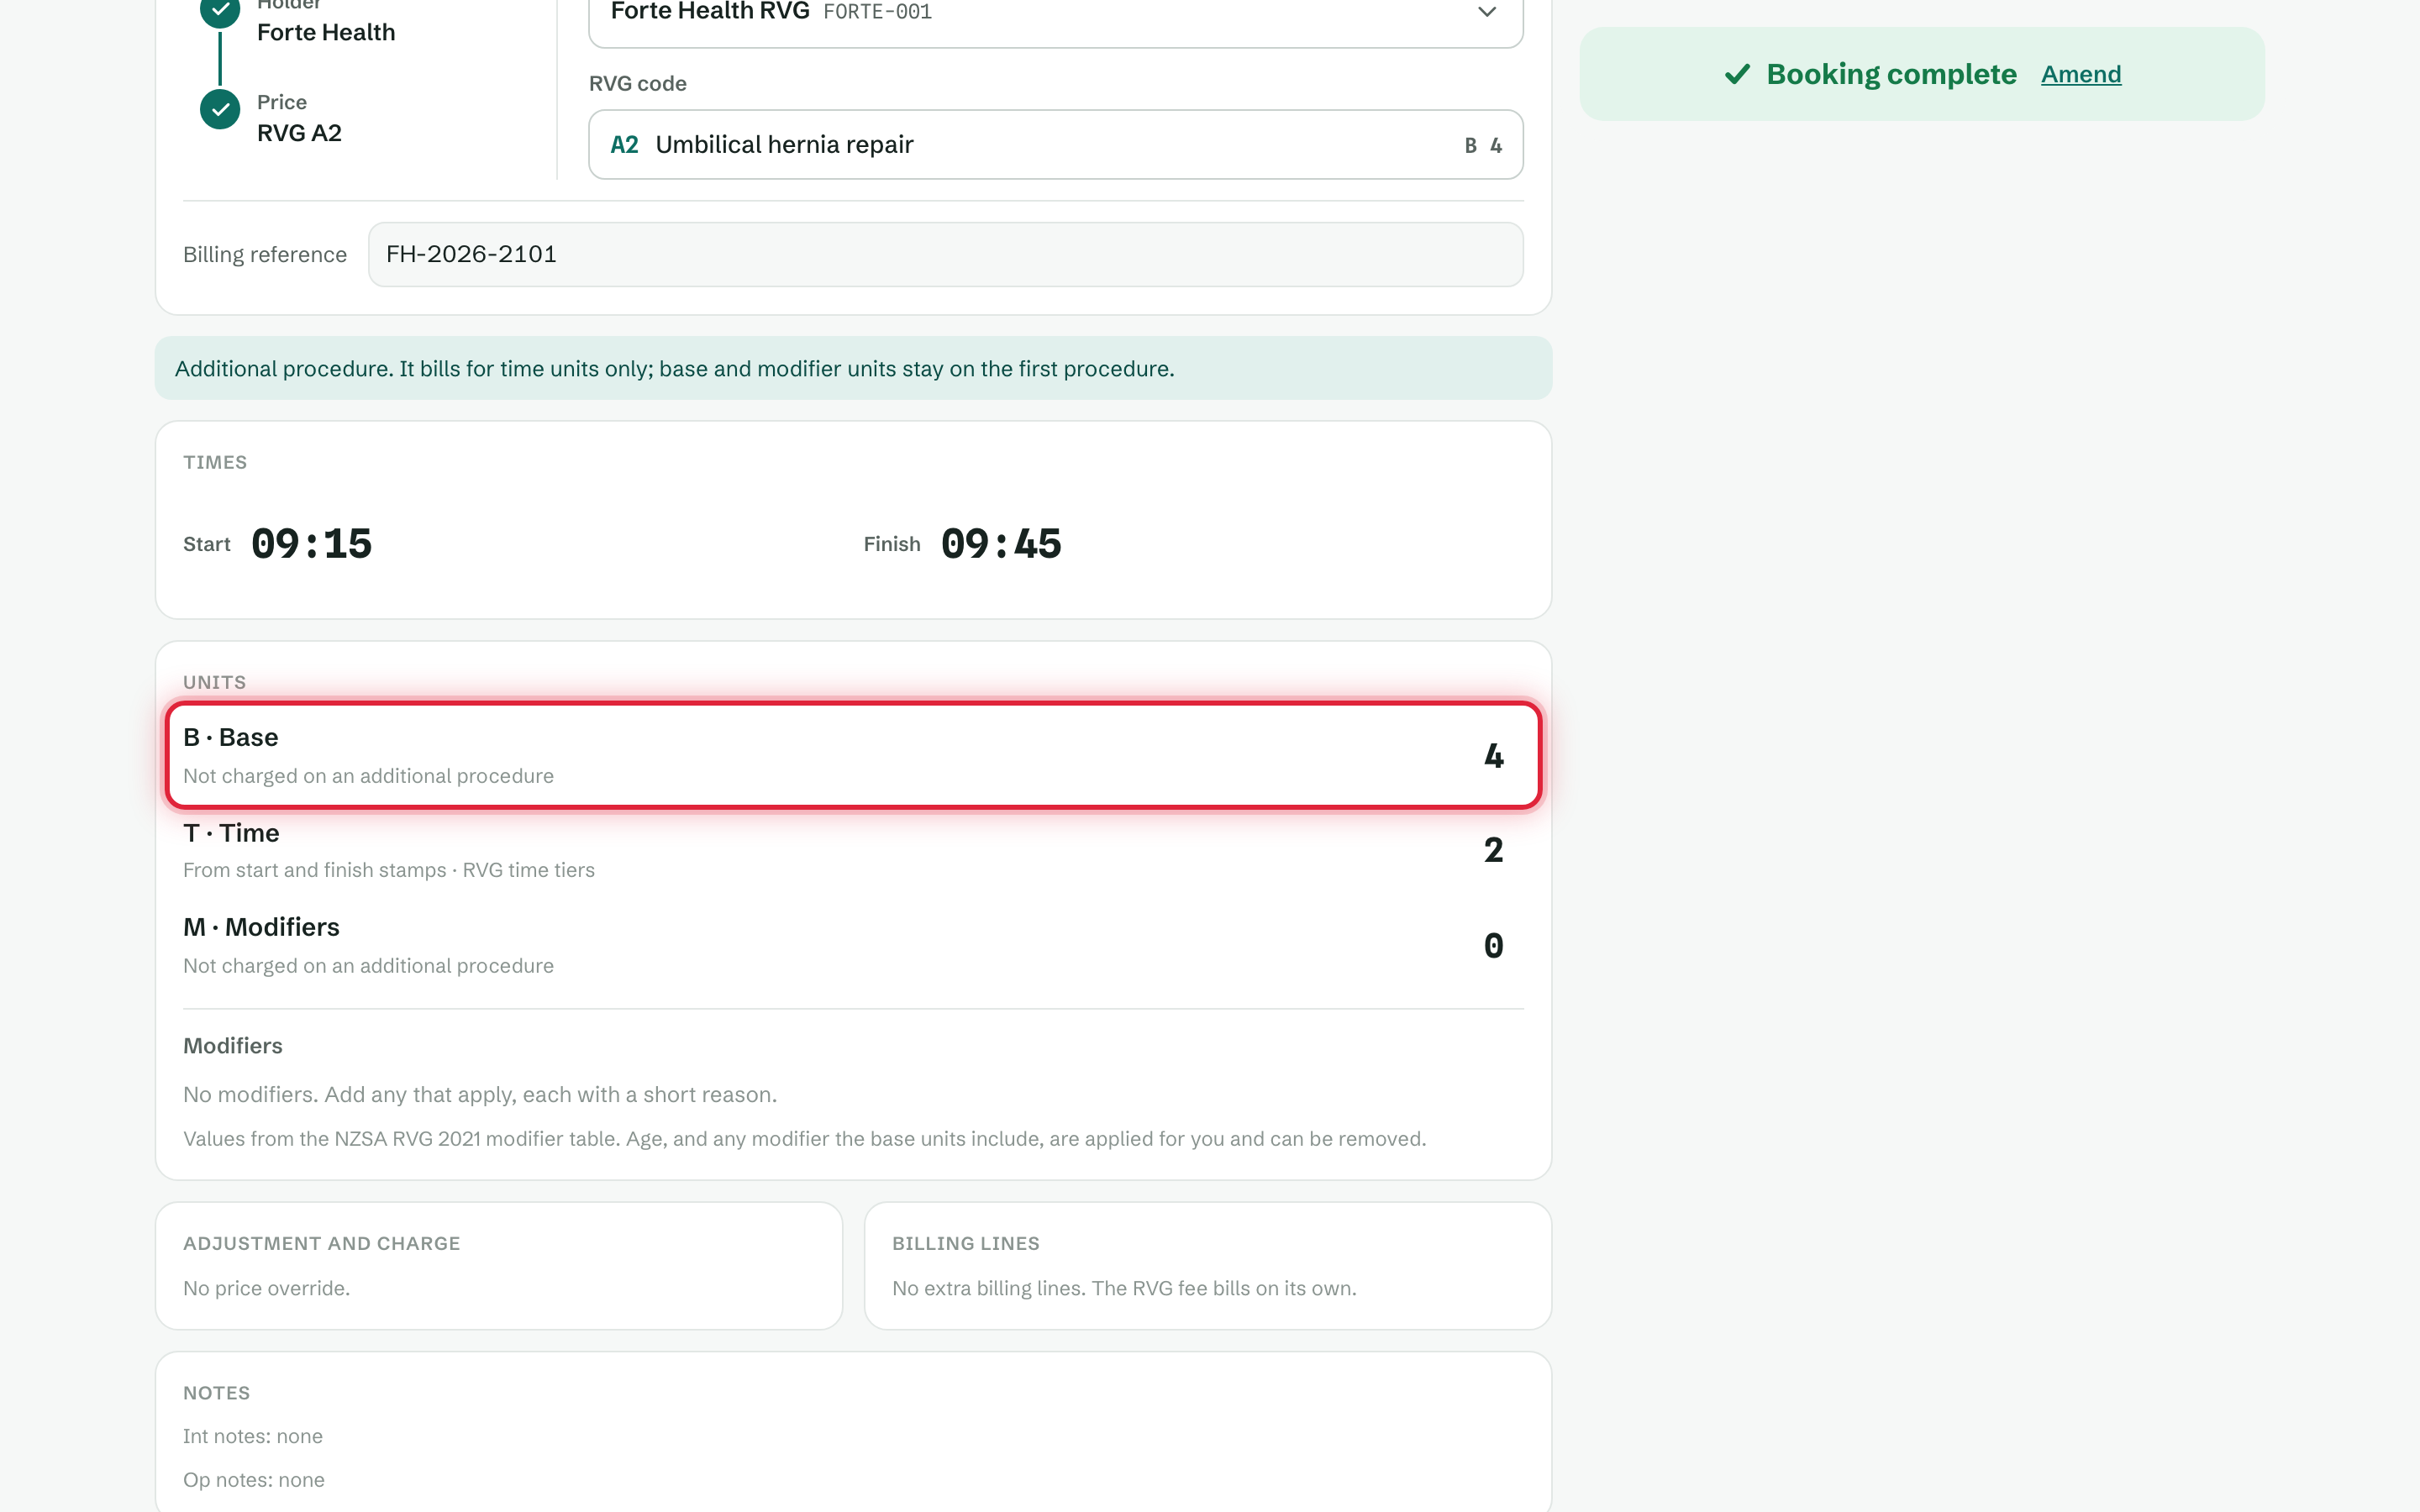 Holder
Forte Health
Price
RVG A2
Forte Health RVG FORTE-001
RVG code
A2 Umbilical hernia repair B 4
Billing reference FH-2026-2101
Booking complete Amend
Additional procedure. It bills for time units only; base and modifier units stay on the first procedure.
TIMES
Start 09:15 Finish 09:45
UNITS
B · Base
Not charged on an additional procedure
4
T · Time
From start and finish stamps · RVG time tiers
2
M · Modifiers
Not charged on an additional procedure
0
Modifiers
No modifiers. Add any that apply, each with a short reason.
Values from the NZSA RVG 2021 modifier table. Age, and any modifier the base units include, are applied for you and can be removed.
ADJUSTMENT AND CHARGE
No price override.
BILLING LINES
No extra billing lines. The RVG fee bills on its own.
NOTES
Int notes: none
Op notes: none